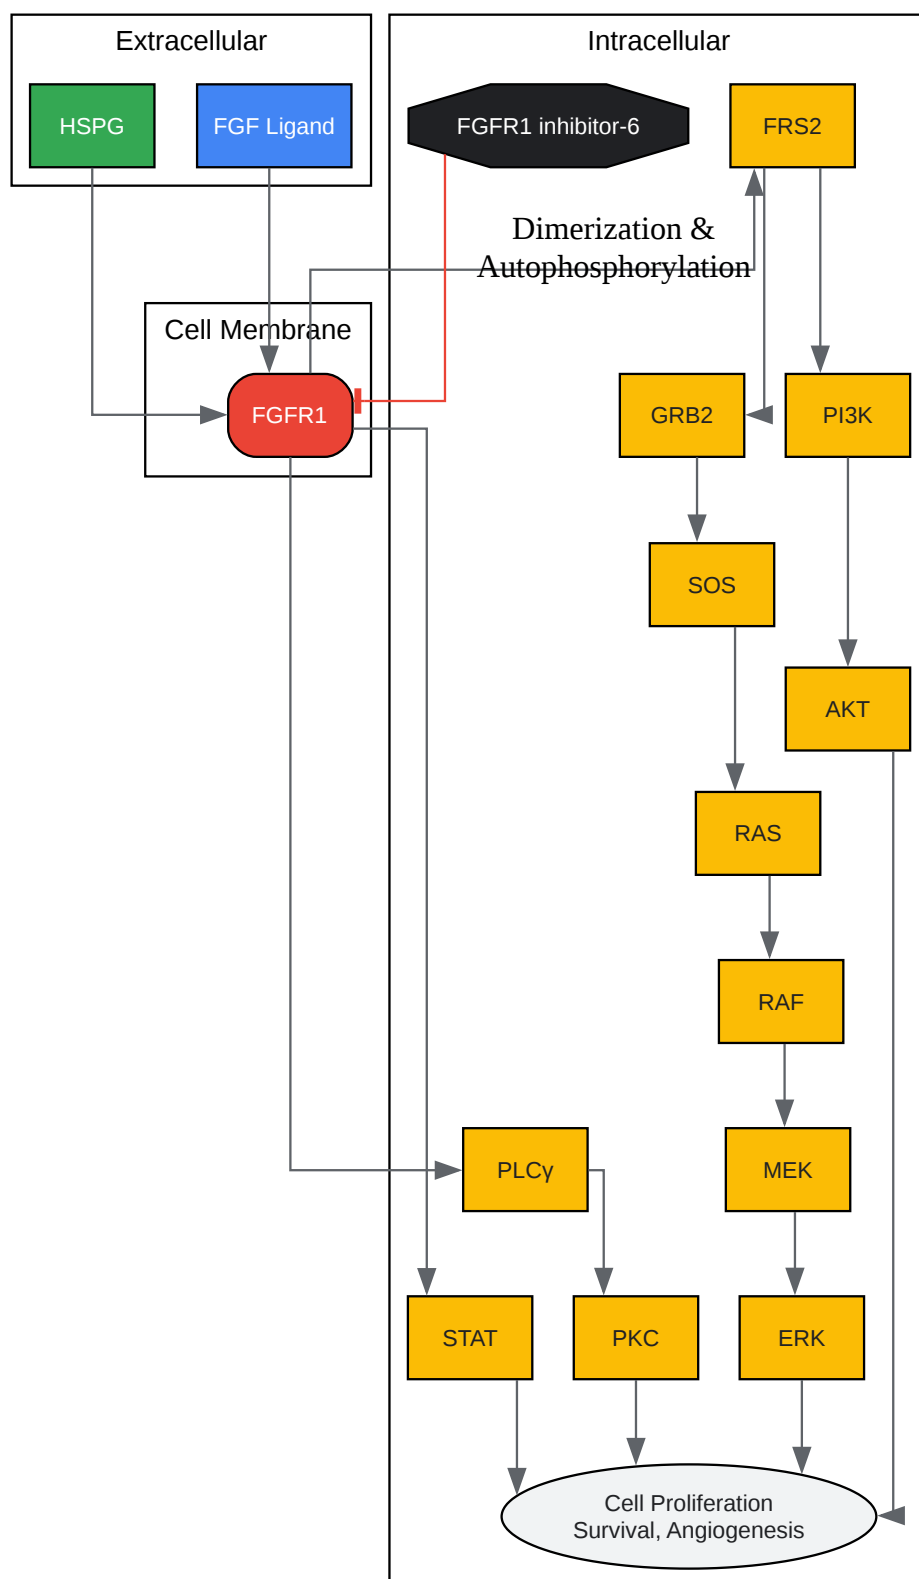 Extracellular
Intracellular
HSPG
FGF Ligand
FGFR1 inhibitor-6
FRS2
Dimerization &
Autophosphorylation
Cell Membrane
FGFR1
GRB2
PI3K
SOS
AKT
RAS
RAF
PLCγ
MEK
STAT
PKC
ERK
Cell Proliferation
Survival, Angiogenesis